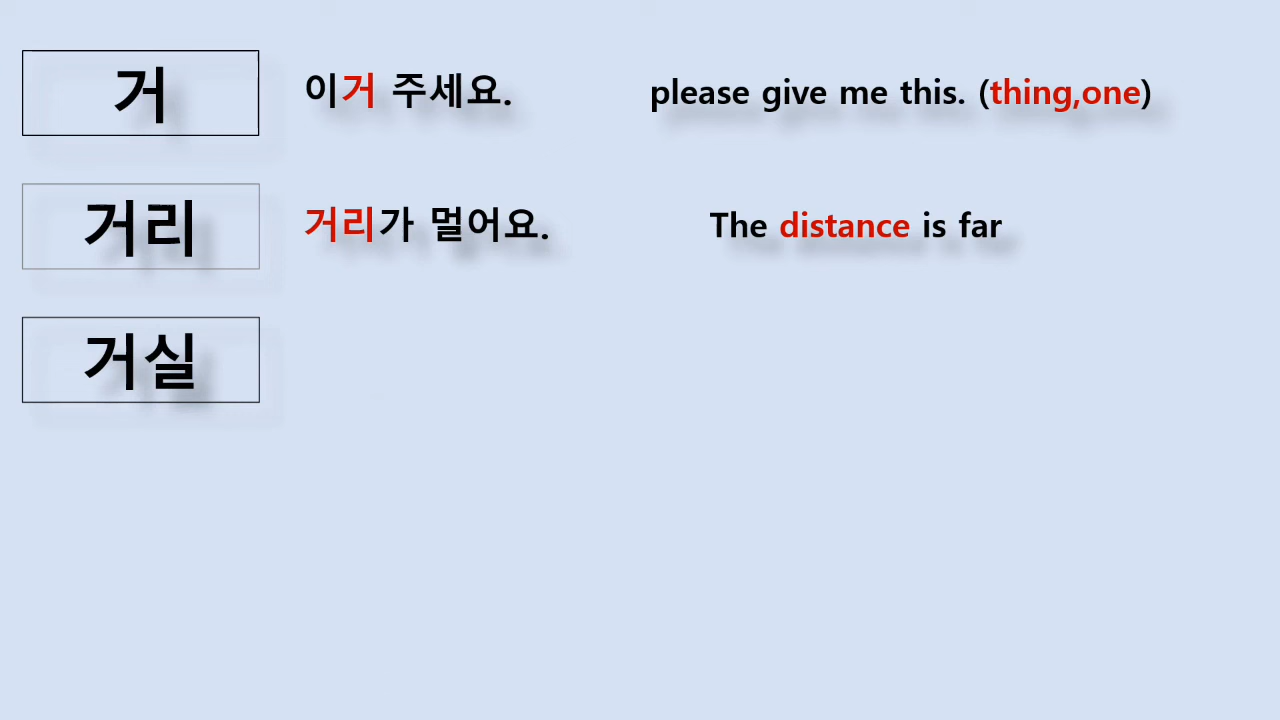 거 이거 주세요. please give me this. (thing,one)
거리 거리가 멀어요. The distance is far
거실